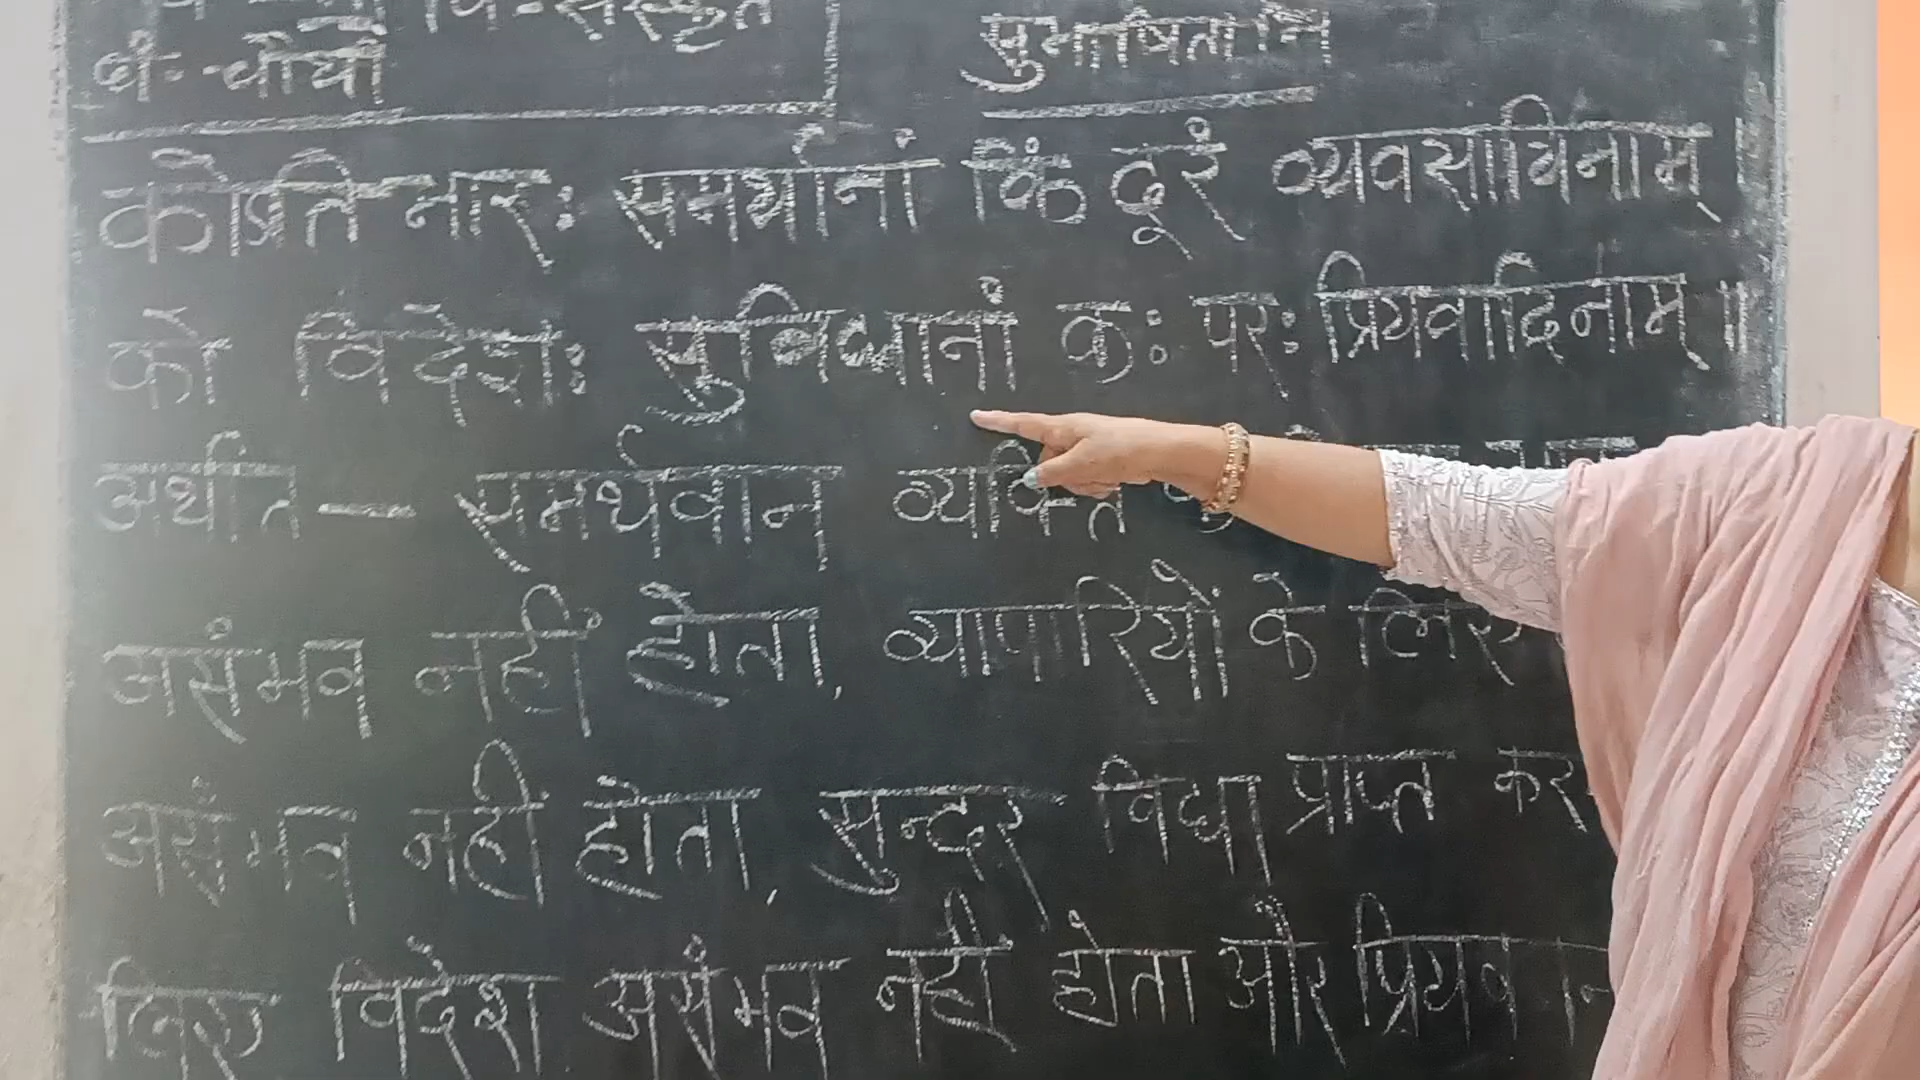 वि-संस्कृत
सुभाषितानि
कं- चौथी
कोऽति भारः समर्थानां किं दूरं व्यवसायिनाम्।
को विदेशः सुविधानां कः परः प्रियवादिनाम्॥
अर्थात — समर्थवान व्यक्ति
असंभव नहीं होता, व्यापारियों के लिए
असंभव नही होता, सुन्दर विद्या प्राप्त कर
लिए विदेश असंभव नही होता और प्रियव